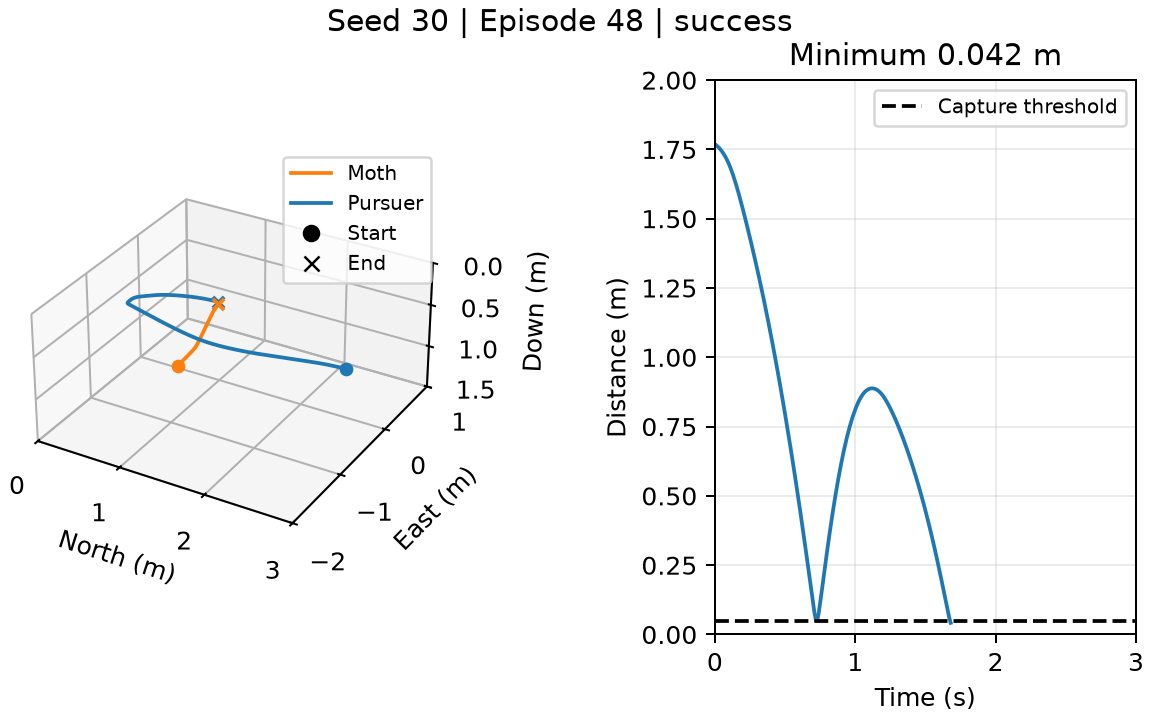 Seed 30 | Episode 48 | success
Moth
Pursuer
Start
End
0.0
0.5
1.0
1.5
Down (m)
1
0
−1
−2
East (m)
0
1
2
3
North (m)
Minimum 0.042 m
Capture threshold
2.00
1.75
1.50
1.25
1.00
0.75
0.50
0.25
0.00
Distance (m)
0 1 2 3
Time (s)